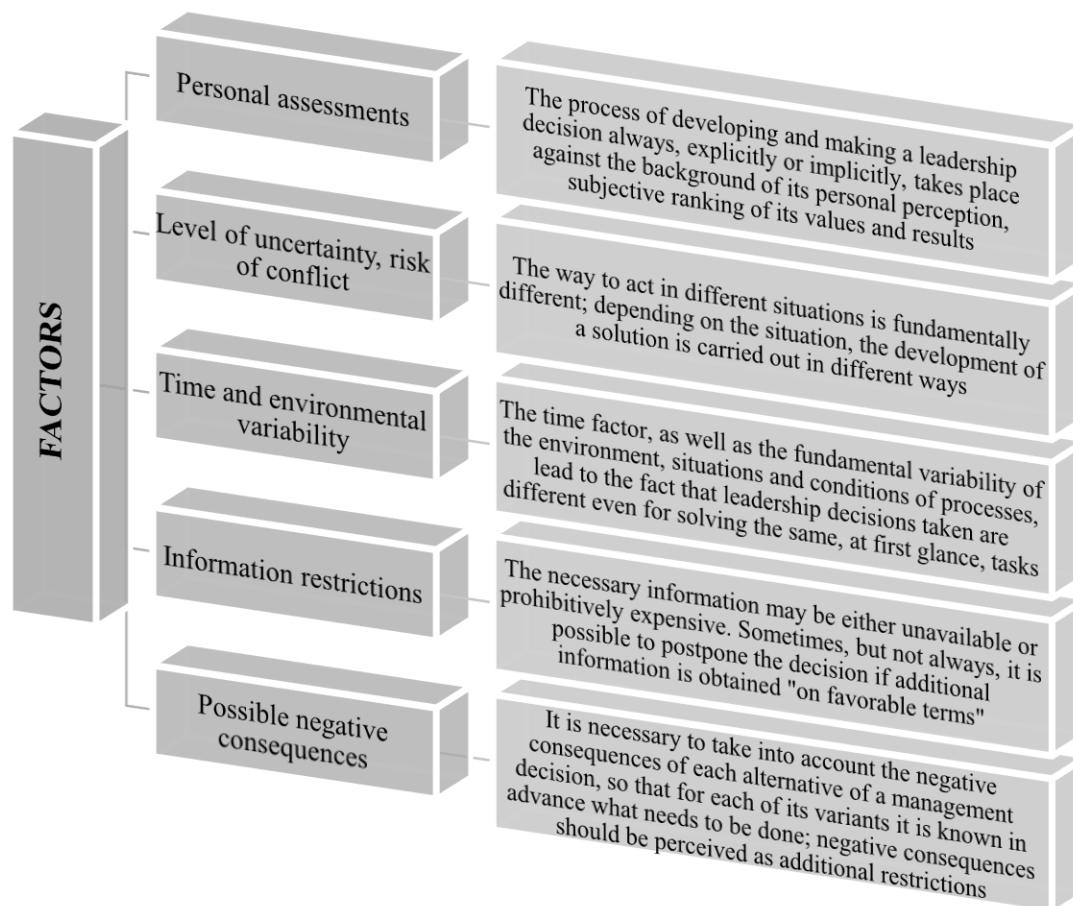 FACTORS
Personal assessments
The process of developing and making a leadership
decision always, explicitly or implicitly, takes place
against the background of its personal perception,
subjective ranking of its values and results
Level of uncertainty, risk
of conflict
The way to act in different situations is fundamentally
different; depending on the situation, the development of
a solution is carried out in different ways
Time and environmental
variability
The time factor, as well as the fundamental variability of
the environment, situations and conditions of processes,
lead to the fact that leadership decisions taken are
different even for solving the same, at first glance, tasks
Information restrictions
The necessary information may be either unavailable or
prohibitively expensive. Sometimes, but not always, it is
possible to postpone the decision if additional
information is obtained "on favorable terms"
Possible negative
consequences
It is necessary to take into account the negative
consequences of each alternative of a management
decision, so that for each of its variants it is known in
advance what needs to be done; negative consequences
should be perceived as additional restrictions